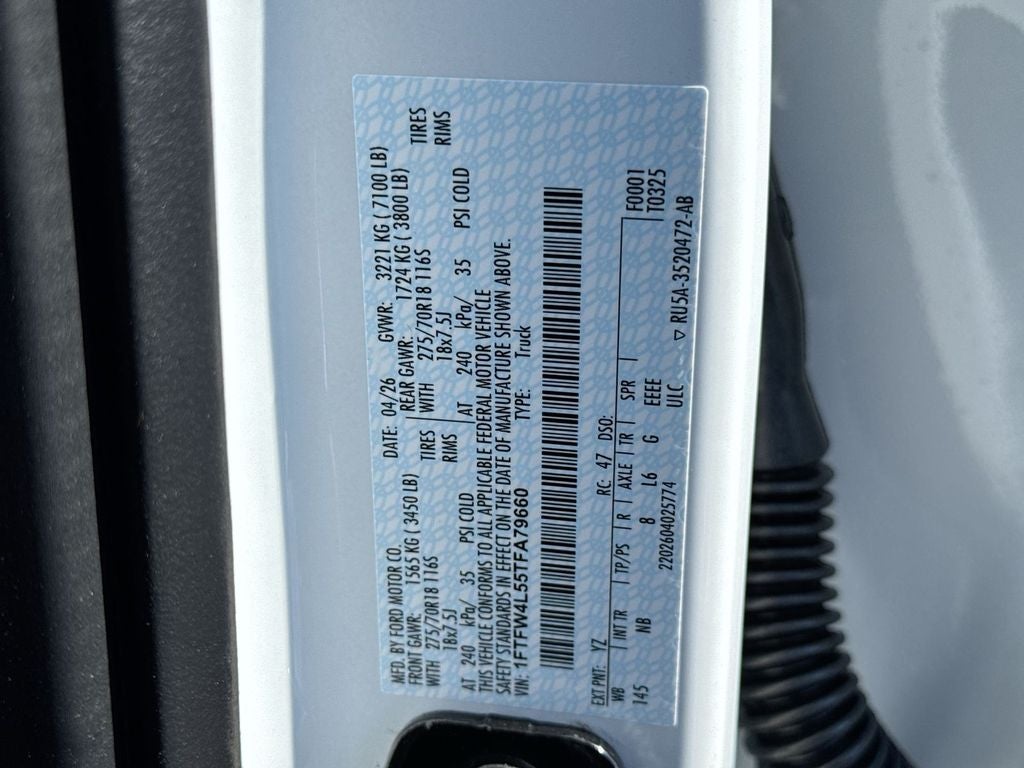 MFD. BY FORD MOTOR CO. DATE: 04/26 GVWR: 3221 KG ( 7100 LB)
FRONT GAWR: 1565 KG ( 3450 LB) REAR GAWR: 1724 KG ( 3800 LB)
WITH 275/70R18 116S TIRES WITH 275/70R18 116S TIRES
18x7.5J RIMS 18x7.5J RIMS
AT 240 kPa/ 35 PSI COLD AT 240 kPa/ 35 PSI COLD
THIS VEHICLE CONFORMS TO ALL APPLICABLE FEDERAL MOTOR VEHICLE
SAFETY STANDARDS IN EFFECT ON THE DATE OF MANUFACTURE SHOWN ABOVE.
VIN: 1FTFW4L55TFA79660 TYPE: Truck
EXT PNT: YZ RC: 47 DSO: F0001
WB INT TR TP/PS R AXLE TR SPR T0325
145 NB 8 L6 G EEEE
2202604025774 ULC ▽ RU5A-3520472-AB